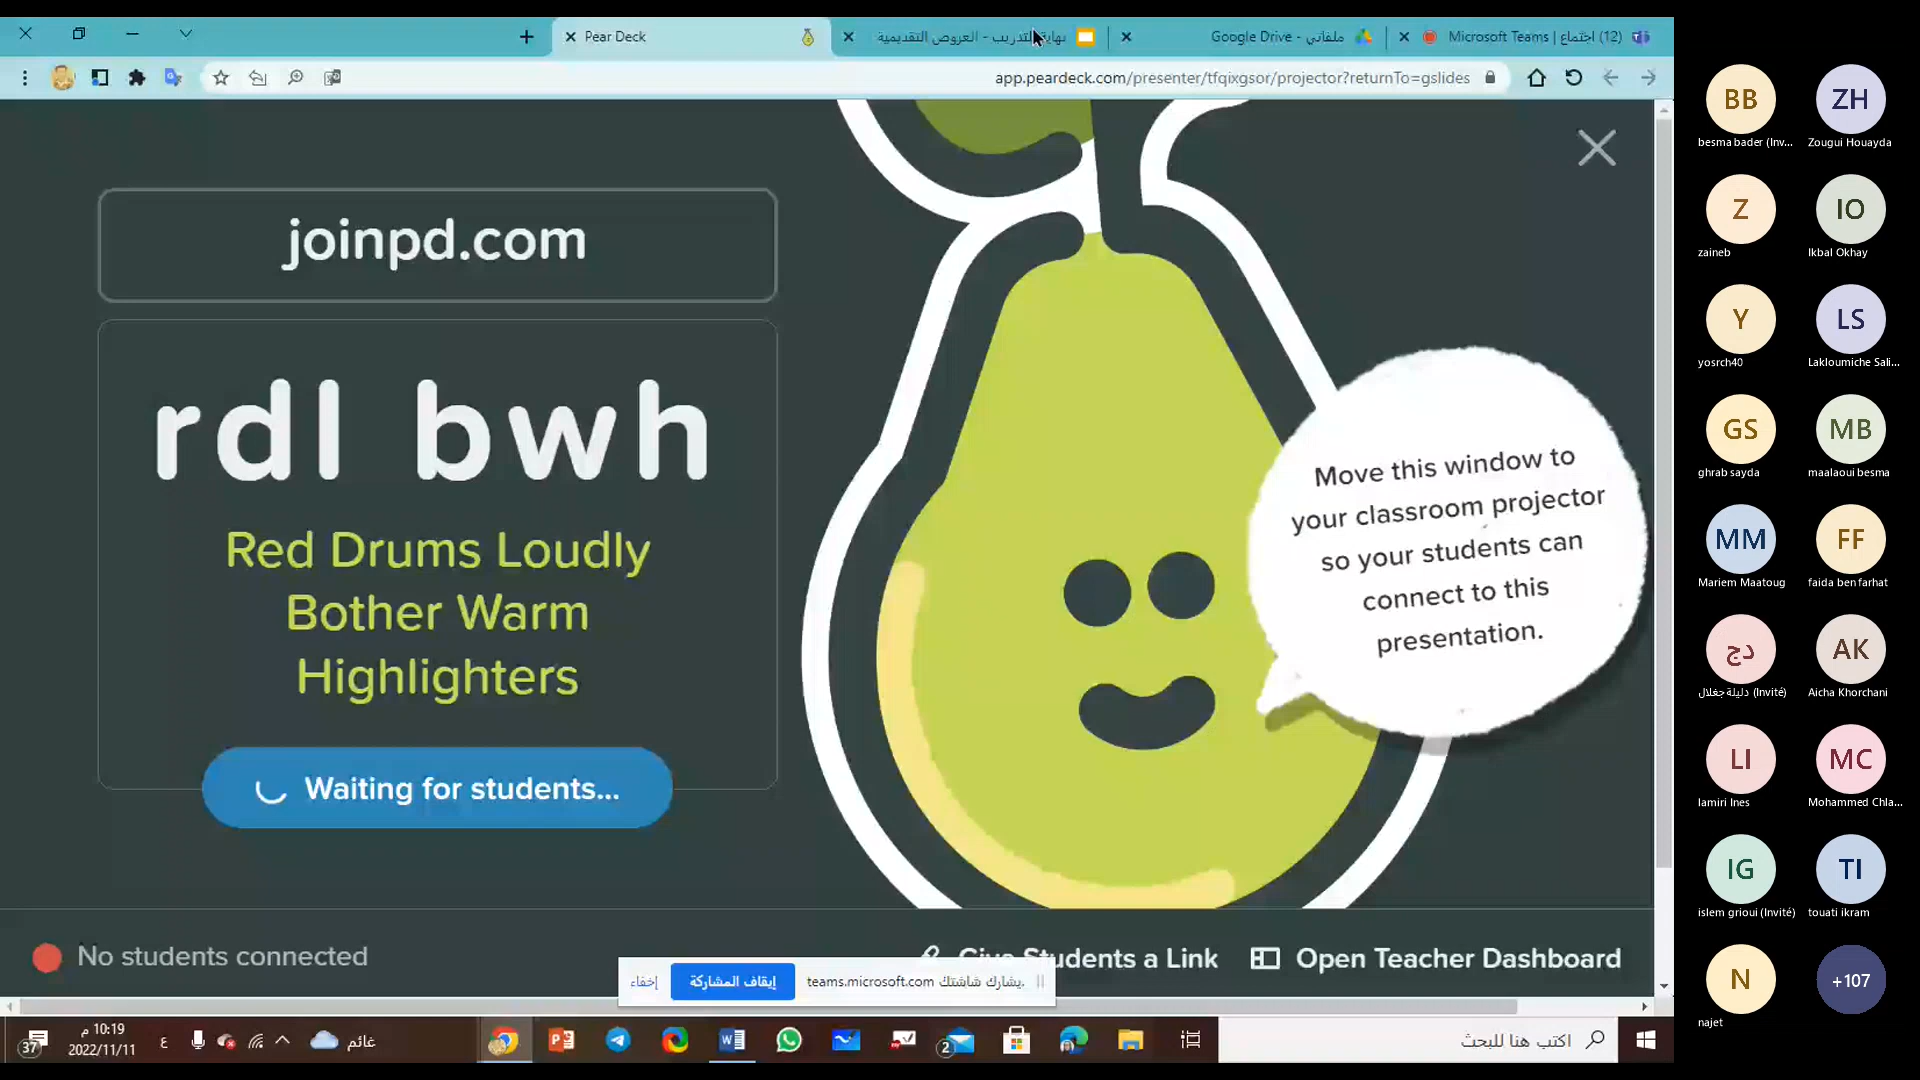 Pear Deck
نهاية التدريب - العروض التقديمية
ملفاتي - Google Drive
(12) اجتماع | Microsoft Teams
app.peardeck.com/presenter/tfqixgsor/projector?returnTo=gslides
joinpd.com
rdl bwh
Red Drums Loudly
Bother Warm
Highlighters
Waiting for students...
Move this window to
your classroom projector
so your students can
connect to this
presentation.
No students connected
Give Students a Link
Open Teacher Dashboard
يشارك شاشتك teams.microsoft.com.
إيقاف المشاركة
إخفاء
37
10:19 م
2022/11/11
ع
غائم
2
اكتب هنا للبحث
BB
besma bader (Inv...
ZH
Zougui Houayda
Z
zaineb
IO
Ikbal Okhay
Y
yosrch40
LS
Lakloumiche Sali...
GS
ghrab sayda
MB
maalaoui besma
MM
Mariem Maatoug
FF
faida ben farhat
دج
دليلة جغلال (Invité)
AK
Aicha Khorchani
LI
lamiri Ines
MC
Mohammed Chla...
IG
islem grioui (Invité)
TI
touati ikram
N
najet
+107